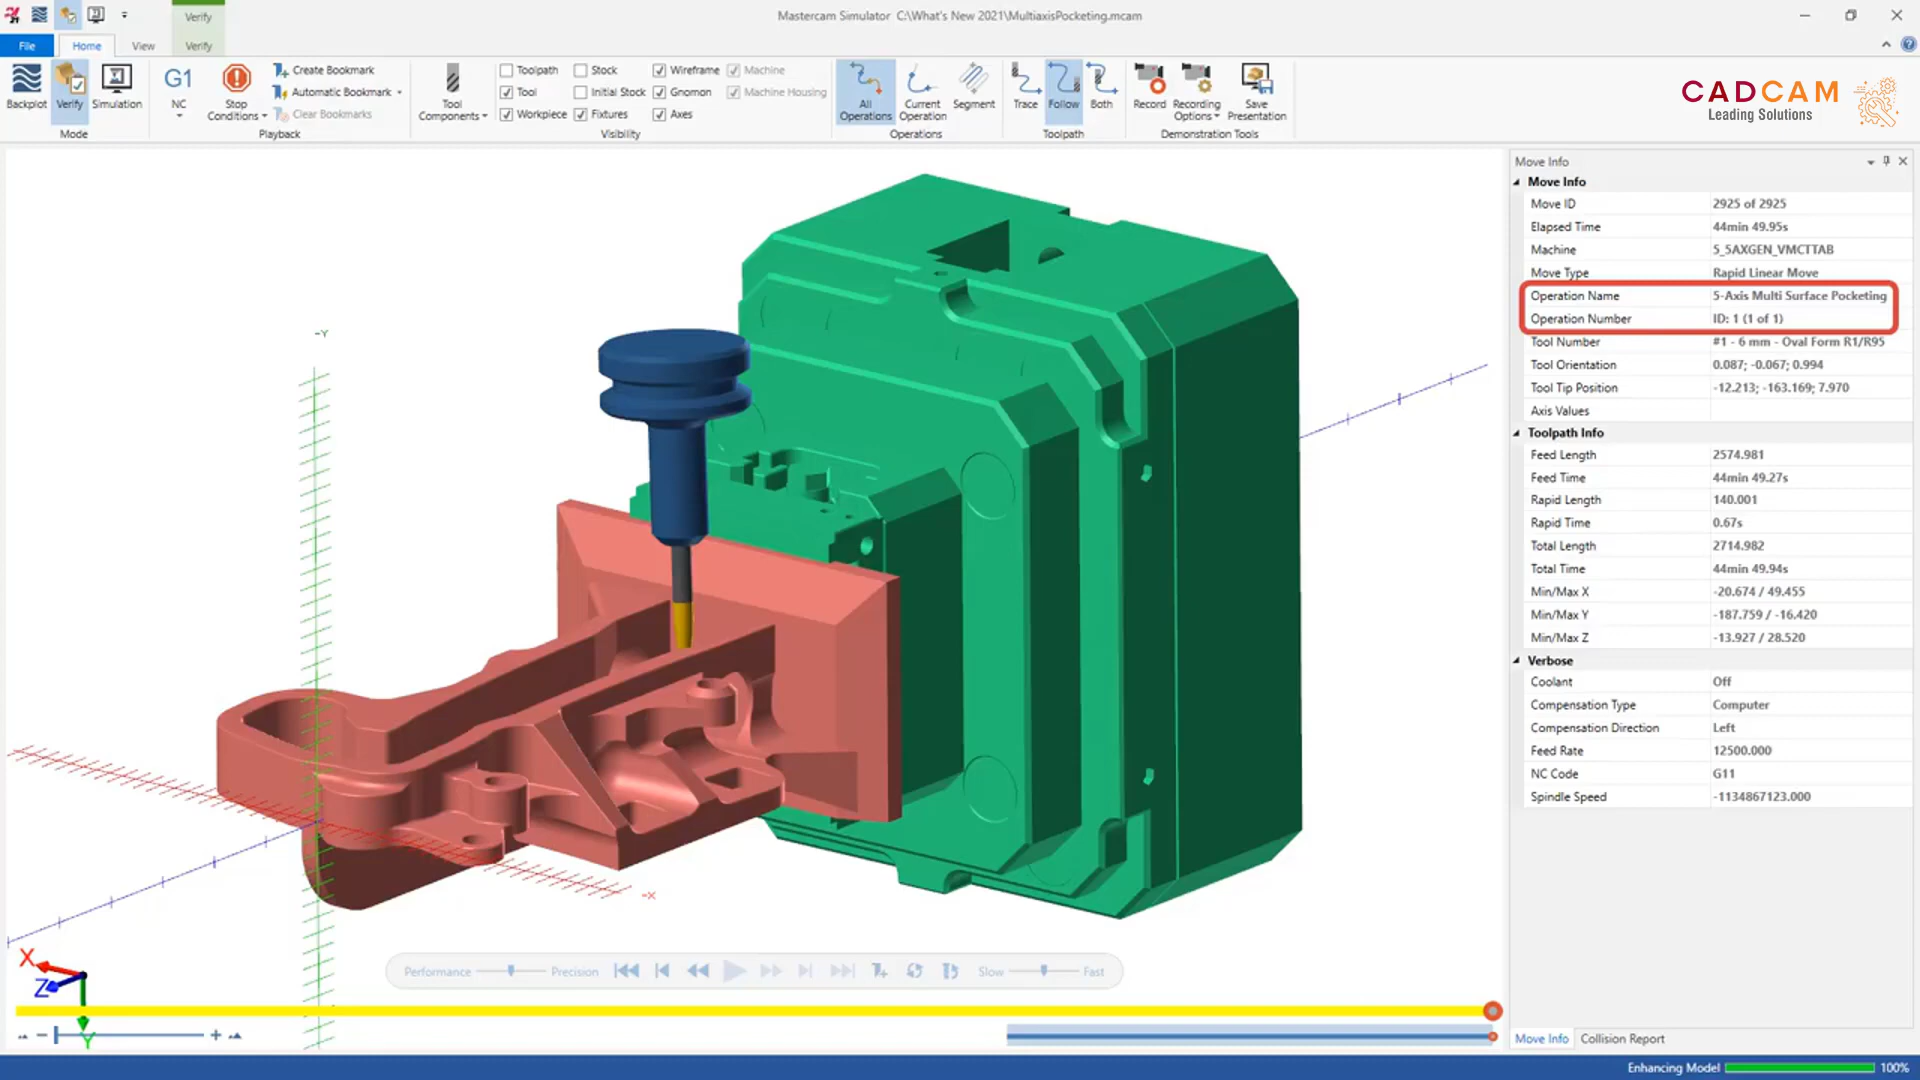 Verify
Mastercam Simulator C:\What's New 2021\MultiaxisPocketing.mcam
File Home View Verify
Backplot Verify Simulation
Mode
G1
NC
Stop Conditions
Create Bookmark
Automatic Bookmark
Clear Bookmarks
Playback
Tool Components
Toolpath Stock Wireframe Machine
Tool Initial Stock Gnomon Machine Housing
Workpiece Fixtures Axes
Visibility
All Operations
Current Operation
Segment
Operations
Trace Follow Both
Toolpath
Record
Recording Options
Save Presentation
Demonstration Tools
CADCAM
Leading Solutions
Move Info
Move Info
Move ID 2925 of 2925
Elapsed Time 44min 49.95s
Machine 5_5AXGEN_VMCTTAB
Move Type Rapid Linear Move
Operation Name 5-Axis Multi Surface Pocketing
Operation Number ID: 1 (1 of 1)
Tool Number #1 - 6 mm - Oval Form R1/R95
Tool Orientation 0.087; -0.067; 0.994
Tool Tip Position -12.213; -163.169; 7.970
Axis Values
Toolpath Info
Feed Length 2574.981
Feed Time 44min 49.27s
Rapid Length 140.001
Rapid Time 0.67s
Total Length 2714.982
Total Time 44min 49.94s
Min/Max X -20.674 / 49.455
Min/Max Y -187.759 / -16.420
Min/Max Z -13.927 / 28.520
Verbose
Coolant Off
Compensation Type Computer
Compensation Direction Left
Feed Rate 12500.000
NC Code G11
Spindle Speed -1134867123.000
-Y
-X
X
Z
Y
Performance Precision Slow Fast
Move Info Collision Report
Enhancing Model 100%